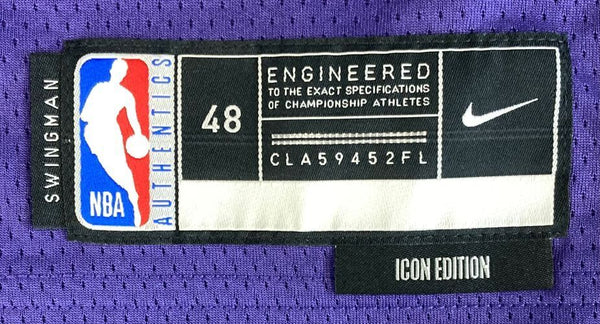 SWINGMAN
NBA
AUTHENTICS
48
ENGINEERED
TO THE EXACT SPECIFICATIONS
OF CHAMPIONSHIP ATHLETES
CLA59452FL
ICON EDITION